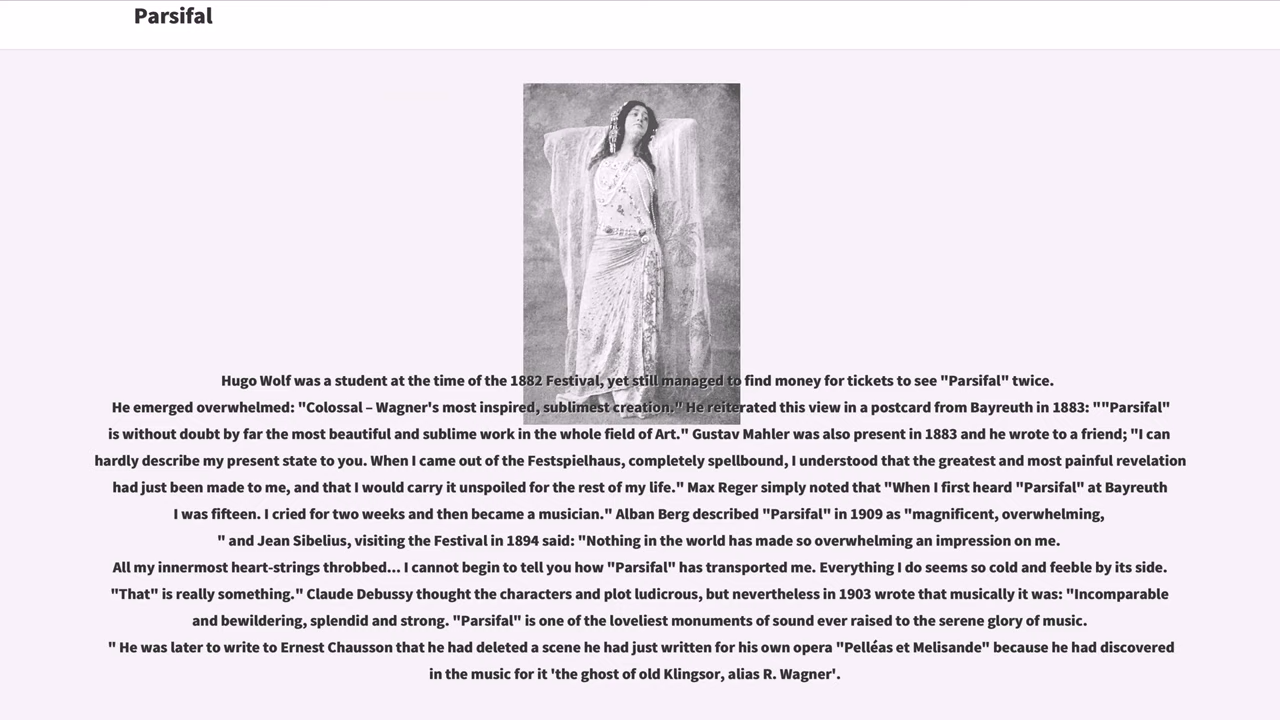 Parsifal
Hugo Wolf was a student at the time of the 1882 Festival, yet still managed to find money for tickets to see "Parsifal" twice.
He emerged overwhelmed: "Colossal – Wagner's most inspired, sublimest creation." He reiterated this view in a postcard from Bayreuth in 1883: ""Parsifal"
is without doubt by far the most beautiful and sublime work in the whole field of Art." Gustav Mahler was also present in 1883 and he wrote to a friend; "I can
hardly describe my present state to you. When I came out of the Festspielhaus, completely spellbound, I understood that the greatest and most painful revelation
had just been made to me, and that I would carry it unspoiled for the rest of my life." Max Reger simply noted that "When I first heard "Parsifal" at Bayreuth
I was fifteen. I cried for two weeks and then became a musician." Alban Berg described "Parsifal" in 1909 as "magnificent, overwhelming,
" and Jean Sibelius, visiting the Festival in 1894 said: "Nothing in the world has made so overwhelming an impression on me.
All my innermost heart-strings throbbed... I cannot begin to tell you how "Parsifal" has transported me. Everything I do seems so cold and feeble by its side.
"That" is really something." Claude Debussy thought the characters and plot ludicrous, but nevertheless in 1903 wrote that musically it was: "Incomparable
and bewildering, splendid and strong. "Parsifal" is one of the loveliest monuments of sound ever raised to the serene glory of music.
" He was later to write to Ernest Chausson that he had deleted a scene he had just written for his own opera "Pelléas et Melisande" because he had discovered
in the music for it 'the ghost of old Klingsor, alias R. Wagner'.